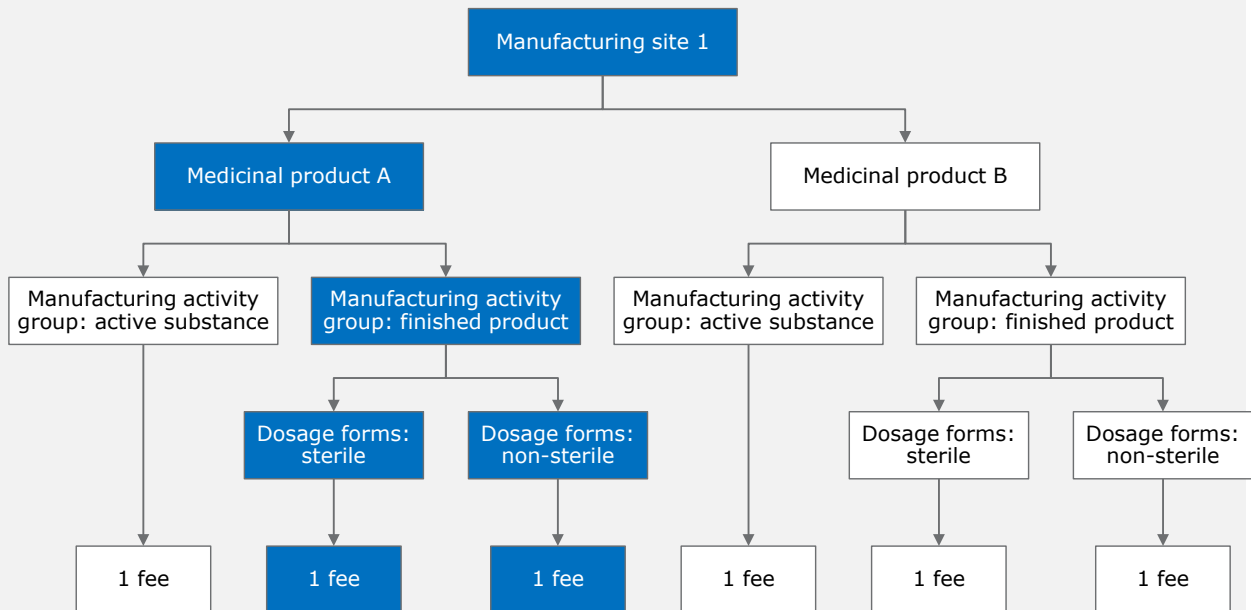 Manufacturing site 1
Medicinal product A
Medicinal product B
Manufacturing activity
group: active substance
Manufacturing activity
group: finished product
Manufacturing activity
group: active substance
Manufacturing activity
group: finished product
Dosage forms:
sterile
Dosage forms:
non-sterile
Dosage forms:
sterile
Dosage forms:
non-sterile
1 fee
1 fee
1 fee
1 fee
1 fee
1 fee